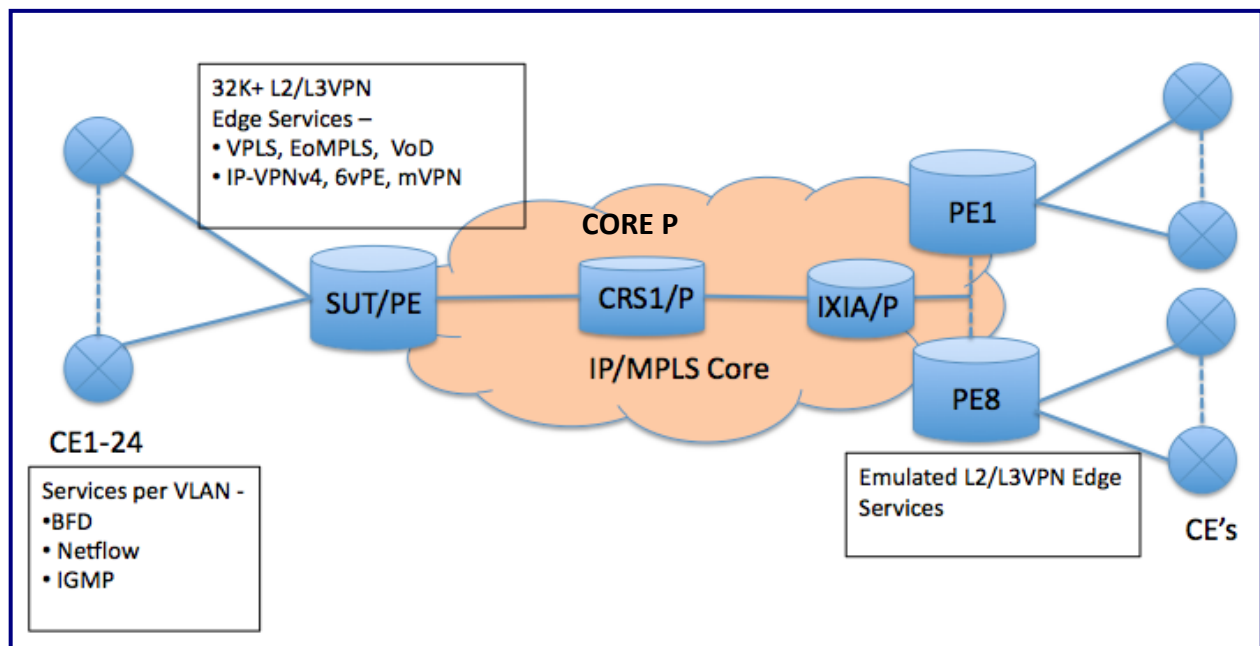 32K+ L2/L3VPN
Edge Services –
• VPLS, EoMPLS, VoD
• IP-VPNv4, 6vPE, mVPN
CORE P
PE1
SUT/PE
CRS1/P
IXIA/P
IP/MPLS Core
PE8
CE1-24
Services per VLAN -
•BFD
• Netflow
• IGMP
Emulated L2/L3VPN Edge
Services
CE's